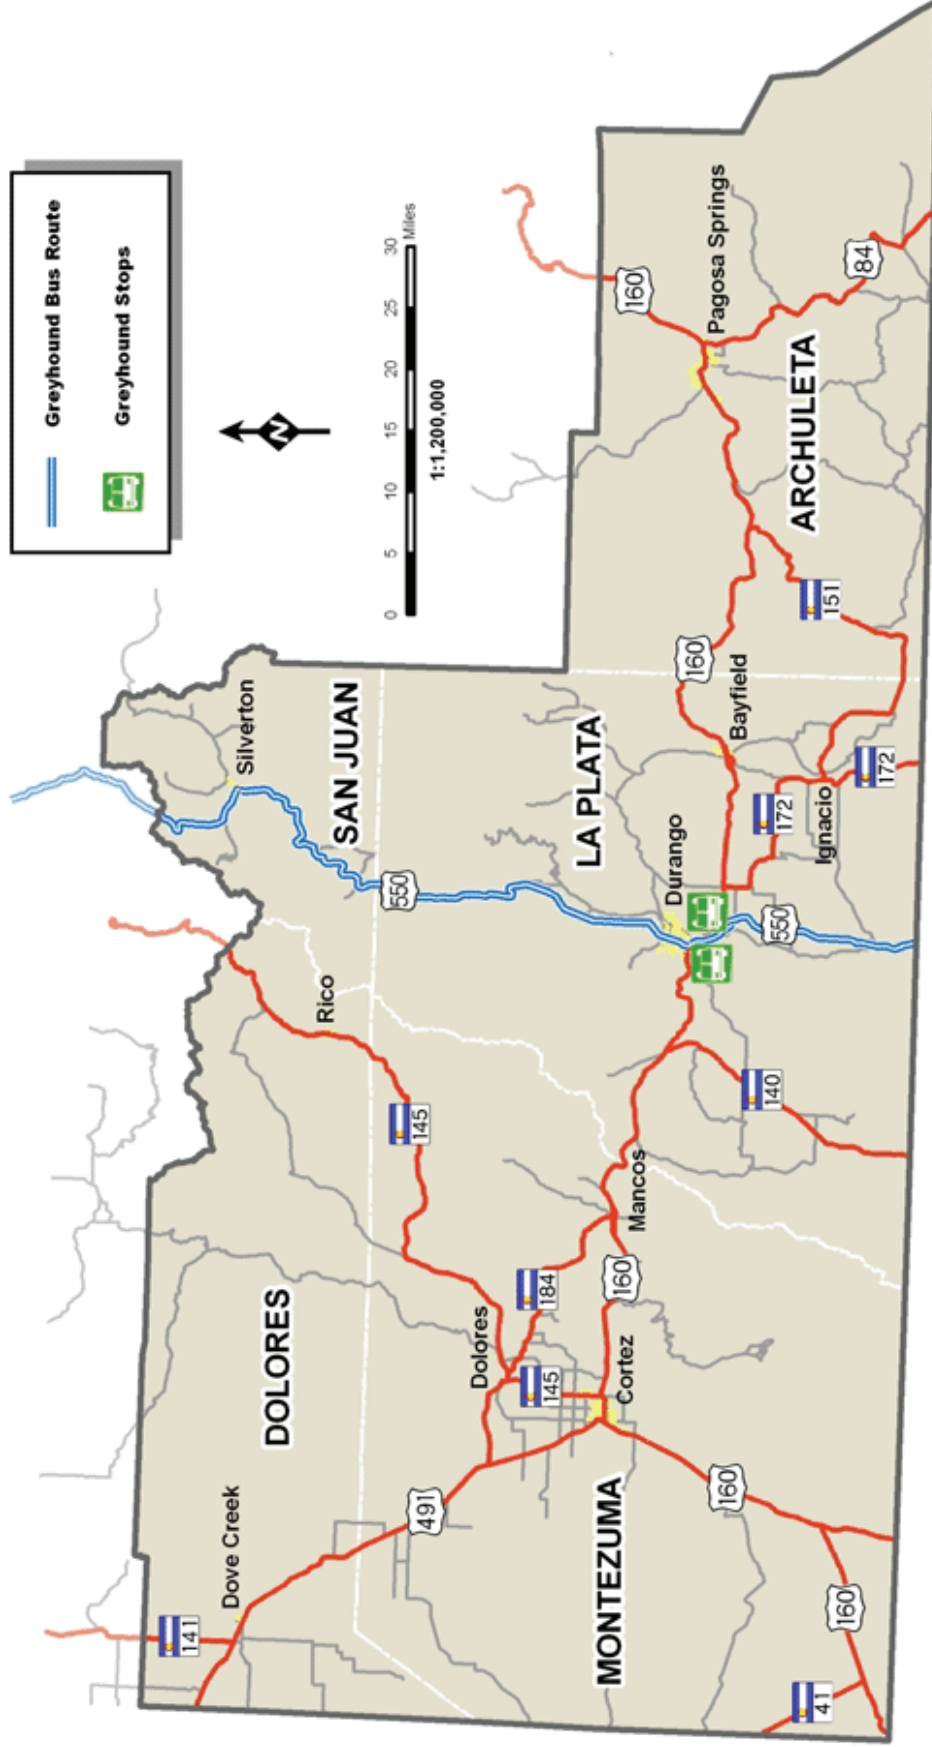 Greyhound Bus Route
Greyhound Stops
N
0 5 10 15 20 25 30 Miles
1:1,200,000
141
Dove Creek
DOLORES
491
Rico
145
Silverton
SAN JUAN
550
Dolores
184
145
Cortez
160
Mancos
MONTEZUMA
160
160
41
140
LA PLATA
Durango
550
160
Bayfield
172
Ignacio
172
151
160
Pagosa Springs
ARCHULETA
84